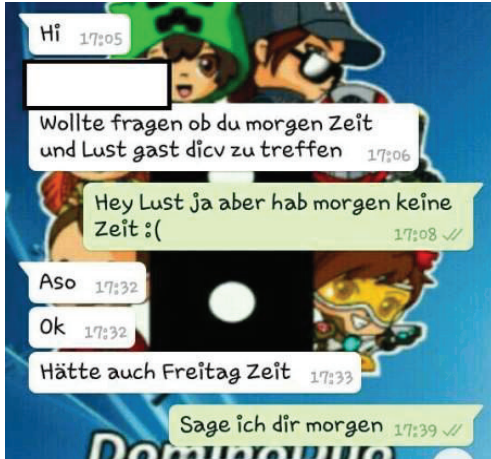 Hi 17:05
Wollte fragen ob du morgen Zeit
und Lust gast dicv zu treffen 17:06
Hey Lust ja aber hab morgen keine
Zeit :( 17:08
Aso 17:32
Ok 17:32
Hätte auch Freitag Zeit 17:33
Sage ich dir morgen 17:39
DominoDuo